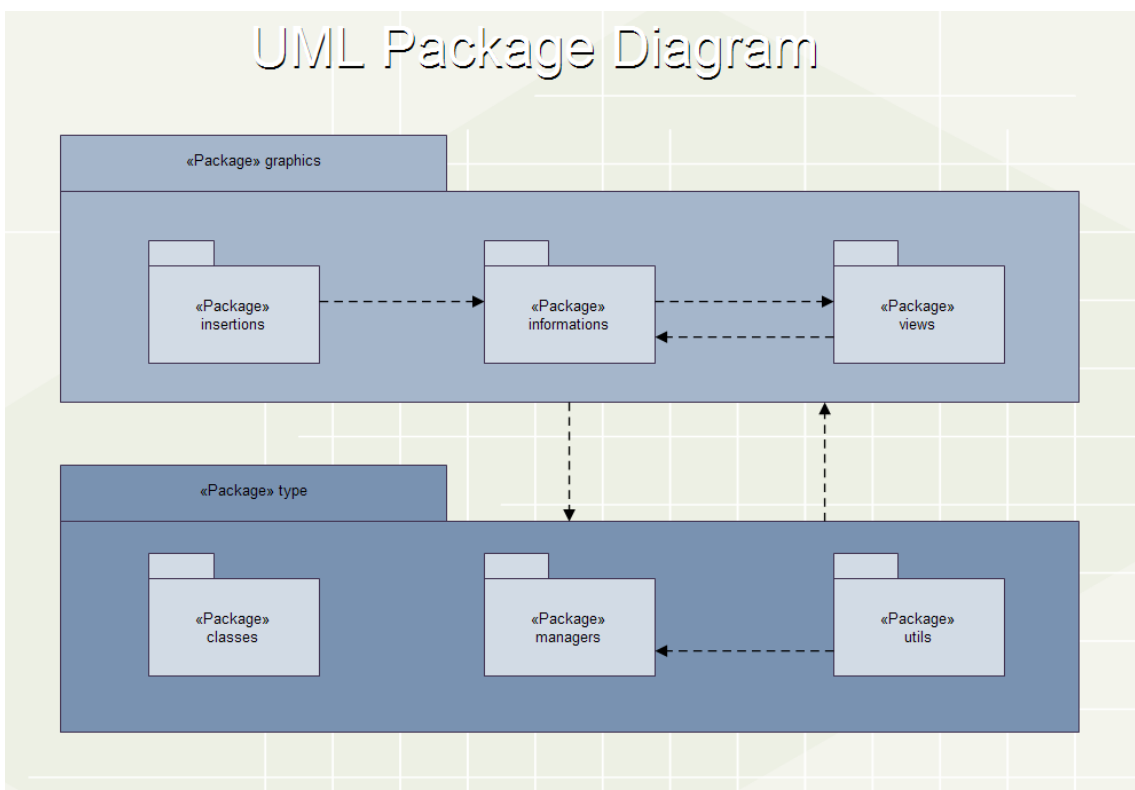 UML Package Diagram
«Package» graphics
«Package»
insertions
«Package»
informations
«Package»
views
«Package» type
«Package»
classes
«Package»
managers
«Package»
utils